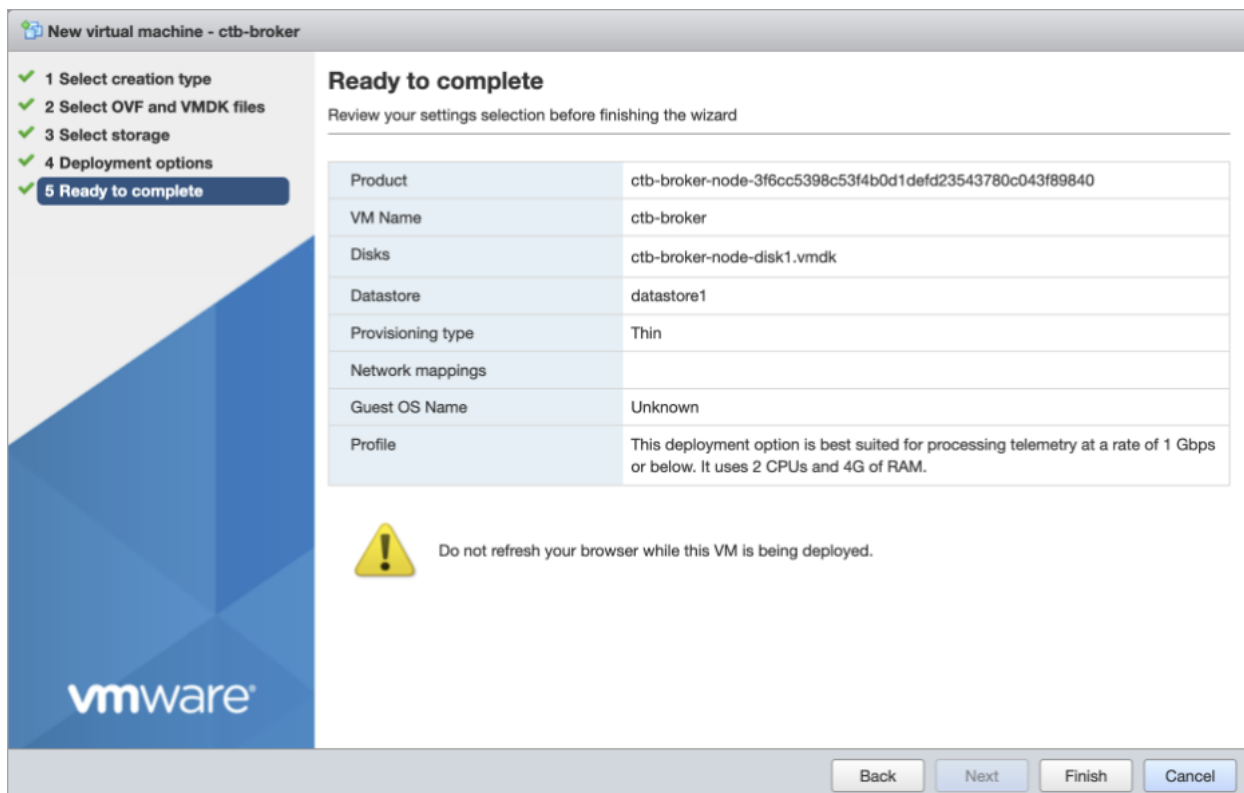 New virtual machine - ctb-broker
1 Select creation type
2 Select OVF and VMDK files
3 Select storage
4 Deployment options
5 Ready to complete
Ready to complete
Review your settings selection before finishing the wizard
Product ctb-broker-node-3f6cc5398c53f4b0d1defd23543780c043f89840
VM Name ctb-broker
Disks ctb-broker-node-disk1.vmdk
Datastore datastore1
Provisioning type Thin
Network mappings
Guest OS Name Unknown
Profile This deployment option is best suited for processing telemetry at a rate of 1 Gbps
or below. It uses 2 CPUs and 4G of RAM.
Do not refresh your browser while this VM is being deployed.
vmware®
Back Next Finish Cancel